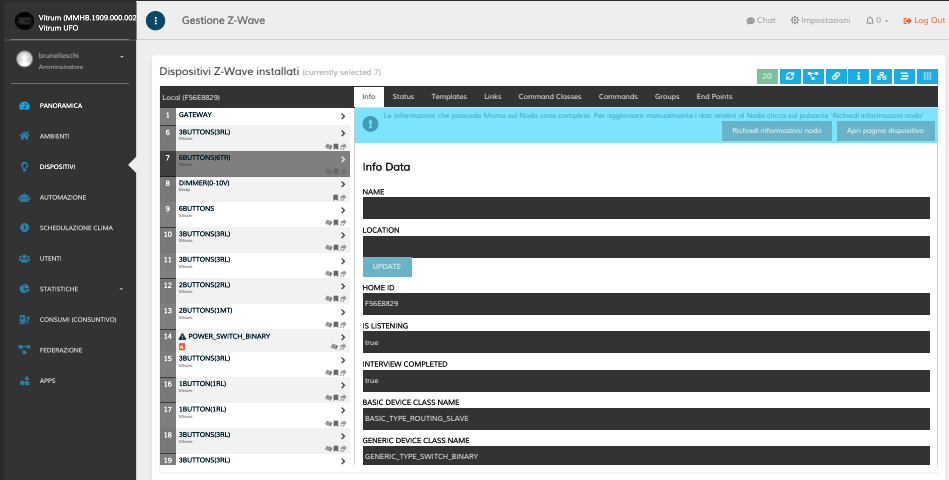 Vitrum (MMHB.1909.000.002
Vitrum UFO
Gestione Z-Wave
Chat
Impostazioni
0
Log Out
brunelleschi
Amministratore
PANORAMICA
AMBIENTI
DISPOSITIVI
AUTOMAZIONE
SCHEDULAZIONE CLIMA
UTENTI
STATISTICHE
CONSUMI (CONSUNTIVO)
FEDERAZIONE
APPS
Dispositivi Z-Wave installati (currently selected 7)
20
Local (F56E8829)
1 GATEWAY
6 3BUTTONS(3RL)
Vitrum
7 6BUTTONS(6TR)
Vitrum
8 DIMMER(0-10V)
9 6BUTTONS
Vitrum
10 3BUTTONS(3RL)
Vitrum
11 3BUTTONS(3RL)
Vitrum
12 2BUTTONS(2RL)
Vitrum
13 2BUTTONS(1MT)
Vitrum
14 POWER_SWITCH_BINARY
15 3BUTTONS(3RL)
Vitrum
16 1BUTTON(1RL)
Vitrum
17 1BUTTON(1RL)
Vitrum
18 3BUTTONS(3RL)
Vitrum
19 3BUTTONS(3RL)
Info Status Templates Links Command Classes Commands Groups End Points
Le informazioni che possiede Momo sul Nodo sono complete. Per aggiornare manualmente i dati relativi al Nodo clicca sul pulsante 'Richiedi informazioni nodo'
Richiedi informazioni nodo
Apri pagina dispositivo
Info Data
NAME
LOCATION
UPDATE
HOME ID
F56E8829
IS LISTENING
true
INTERVIEW COMPLETED
true
BASIC DEVICE CLASS NAME
BASIC_TYPE_ROUTING_SLAVE
GENERIC DEVICE CLASS NAME
GENERIC_TYPE_SWITCH_BINARY